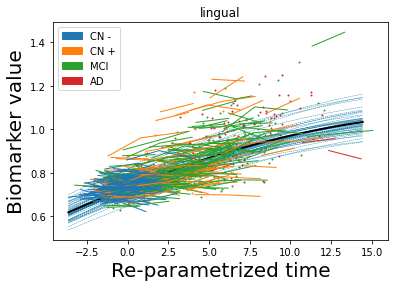 lingual
CN -
CN +
MCI
AD
Biomarker value
1.4
1.2
1.0
0.8
0.6
−2.5 0.0 2.5 5.0 7.5 10.0 12.5 15.0
Re-parametrized time